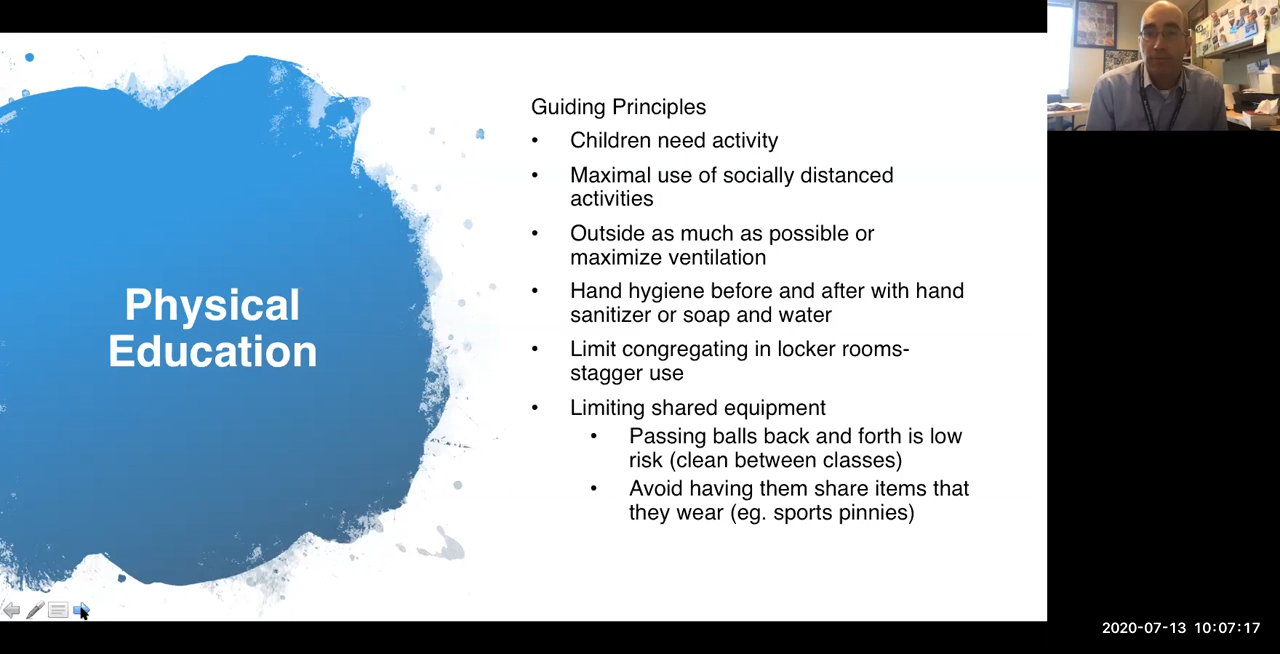 Physical
Education
Guiding Principles
• Children need activity
• Maximal use of socially distanced
activities
• Outside as much as possible or
maximize ventilation
• Hand hygiene before and after with hand
sanitizer or soap and water
• Limit congregating in locker rooms-
stagger use
• Limiting shared equipment
• Passing balls back and forth is low
risk (clean between classes)
• Avoid having them share items that
they wear (eg. sports pinnies)
2020-07-13 10:07:17